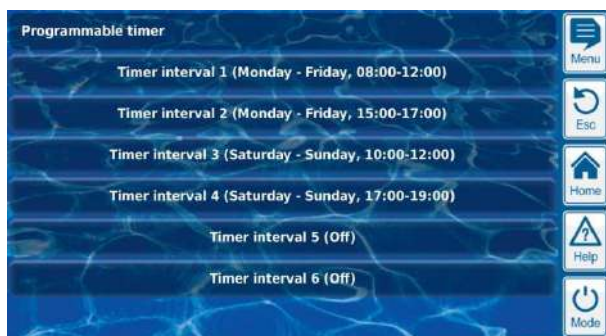 Programmable timer
Timer interval 1 (Monday - Friday, 08:00-12:00)
Timer interval 2 (Monday - Friday, 15:00-17:00)
Timer interval 3 (Saturday - Sunday, 10:00-12:00)
Timer interval 4 (Saturday - Sunday, 17:00-19:00)
Timer interval 5 (Off)
Timer interval 6 (Off)
Menu
Esc
Home
?
Help
Mode